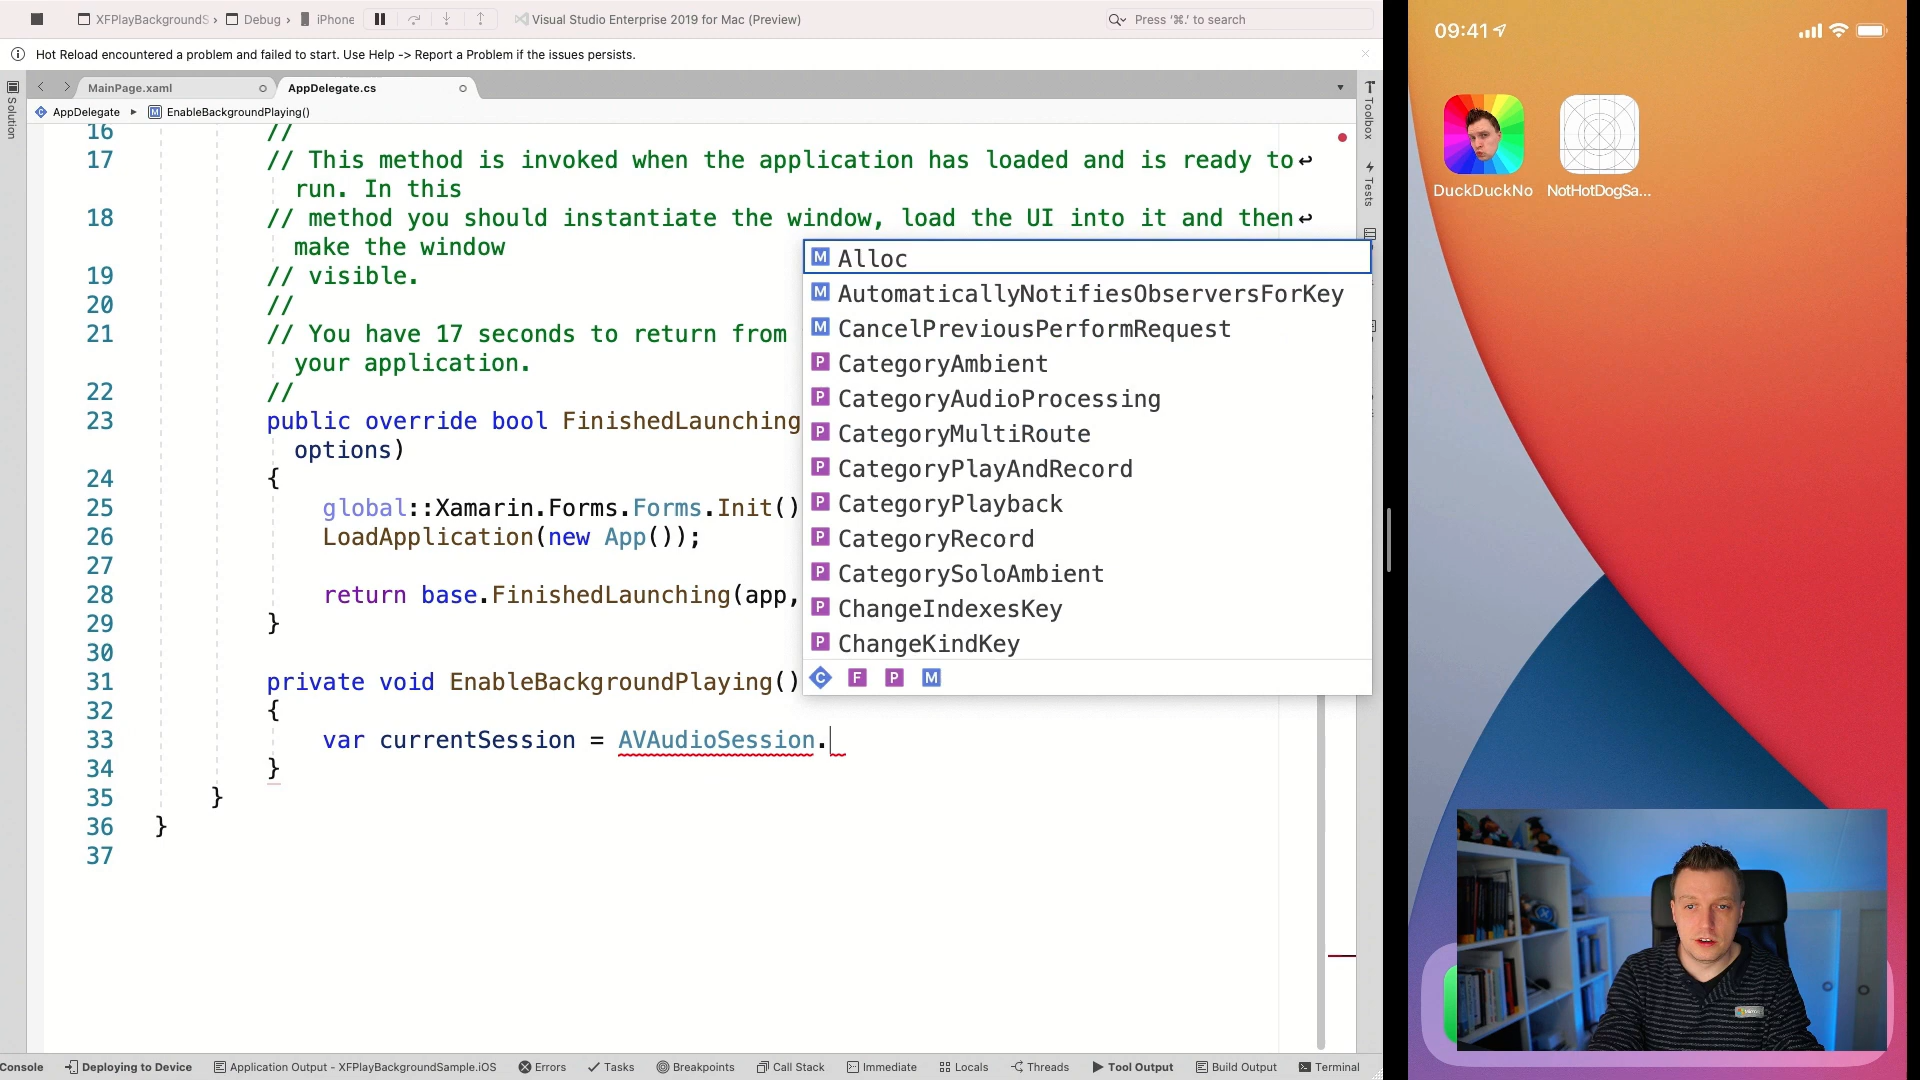 XFPlayBackgroundS › Debug › iPhone
Visual Studio Enterprise 2019 for Mac (Preview)
Press '⌘.' to search
Hot Reload encountered a problem and failed to start. Use Help -> Report a Problem if the issues persists.
MainPage.xaml
AppDelegate.cs
AppDelegate ▸ EnableBackgroundPlaying()
Solution
Toolbox
Tests
16 //
17 // This method is invoked when the application has loaded and is ready to↩
run. In this
18 // method you should instantiate the window, load the UI into it and then↩
make the window
19 // visible.
20 //
21 // You have 17 seconds to return from
your application.
22 //
23 public override bool FinishedLaunching
options)
24 {
25 global::Xamarin.Forms.Forms.Init()
26 LoadApplication(new App());
27
28 return base.FinishedLaunching(app,
29 }
30
31 private void EnableBackgroundPlaying()
32 {
33 var currentSession = AVAudioSession.
34 }
35 }
36 }
37
M Alloc
M AutomaticallyNotifiesObserversForKey
M CancelPreviousPerformRequest
P CategoryAmbient
P CategoryAudioProcessing
P CategoryMultiRoute
P CategoryPlayAndRecord
P CategoryPlayback
P CategoryRecord
P CategorySoloAmbient
P ChangeIndexesKey
P ChangeKindKey
C F P M
Console Deploying to Device Application Output - XFPlayBackgroundSample.iOS Errors Tasks Breakpoints Call Stack Immediate Locals Threads Tool Output Build Output Terminal
09:41
DuckDuckNo
NotHotDogSa...